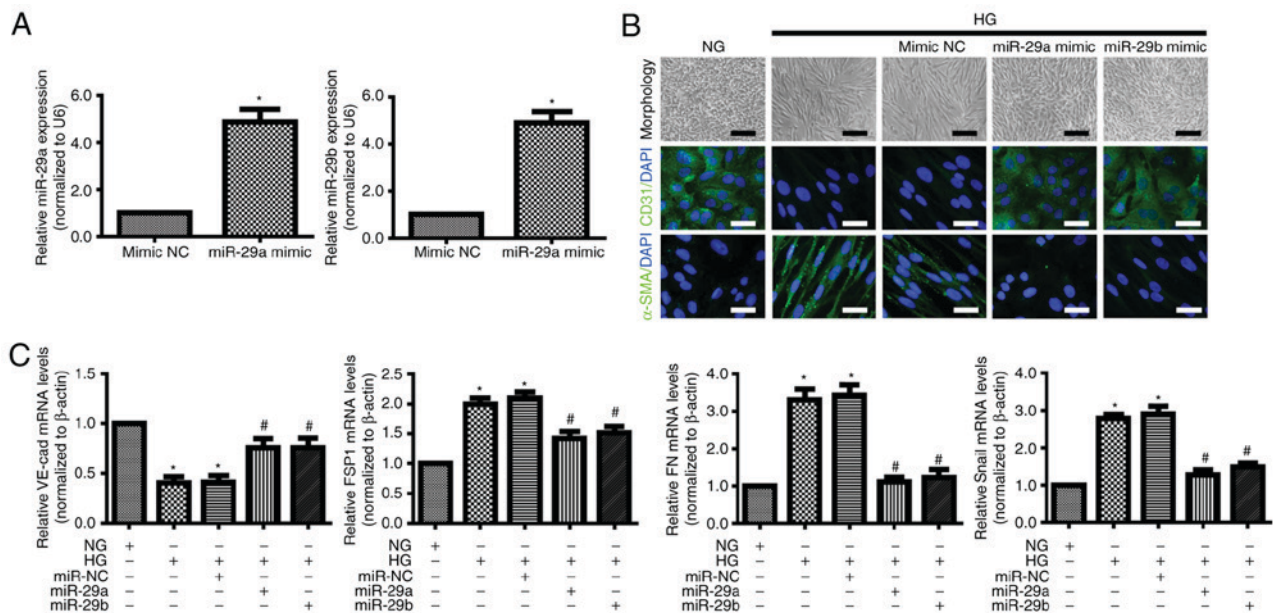 A
Relative miR-29a expression
(normalized to U6)
6.0
4.0
2.0
0.0
*
Mimic NC
miR-29a mimic
Relative miR-29b expression
(normalized to U6)
6.0
4.0
2.0
0.0
*
Mimic NC
miR-29a mimic
B
HG
NG
Mimic NC
miR-29a mimic
miR-29b mimic
Morphology
CD31/DAPI
α-SMA/DAPI
C
Relative VE-cad mRNA levels
(normalized to β-actin)
1.5
1.0
0.5
0.0
* * # #
NG + – – – –
HG – + + + +
miR-NC – – + – –
miR-29a – – – + –
miR-29b – – – – +
Relative FSP1 mRNA levels
(normalized to β-actin)
2.5
2.0
1.5
1.0
0.5
0.0
* * # #
NG + – – – –
HG – + + + +
miR-NC – – + – –
miR-29a – – – + –
miR-29b – – – – +
Relative FN mRNA levels
(normalized to β-actin)
4.0
3.0
2.0
1.0
0.0
* * # #
NG + – – – –
HG – + + + +
miR-NC – – + – –
miR-29a – – – + –
miR-29b – – – – +
Relative Snail mRNA levels
(normalized to β-actin)
4.0
3.0
2.0
1.0
0.0
* * # #
NG + – – – –
HG – + + + +
miR-NC – – + – –
miR-29a – – – + –
miR-29b – – – – +